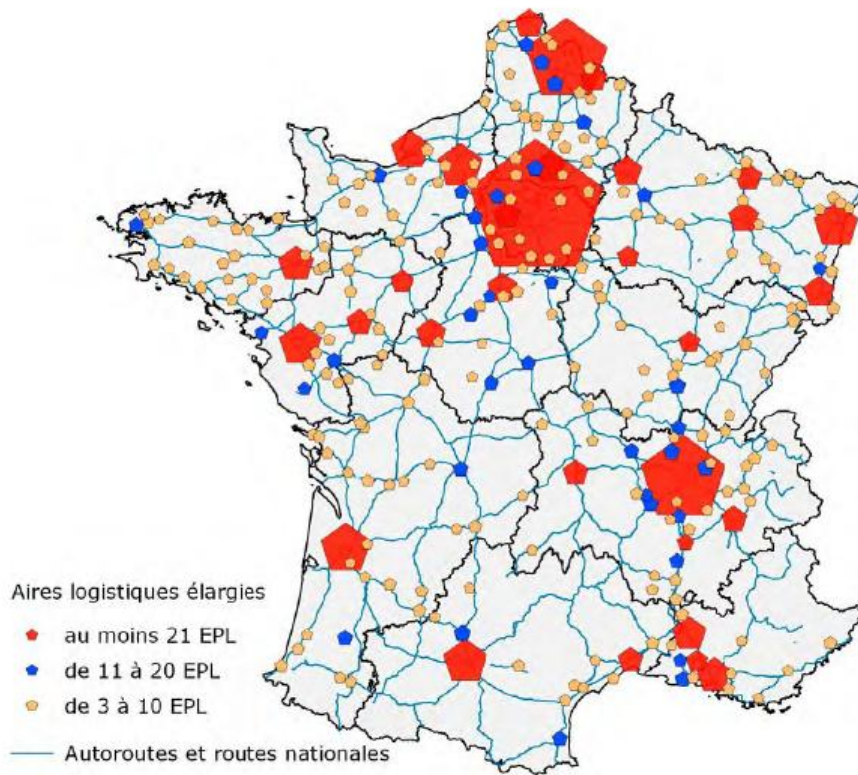 Aires logistiques élargies
au moins 21 EPL
de 11 à 20 EPL
de 3 à 10 EPL
Autoroutes et routes nationales